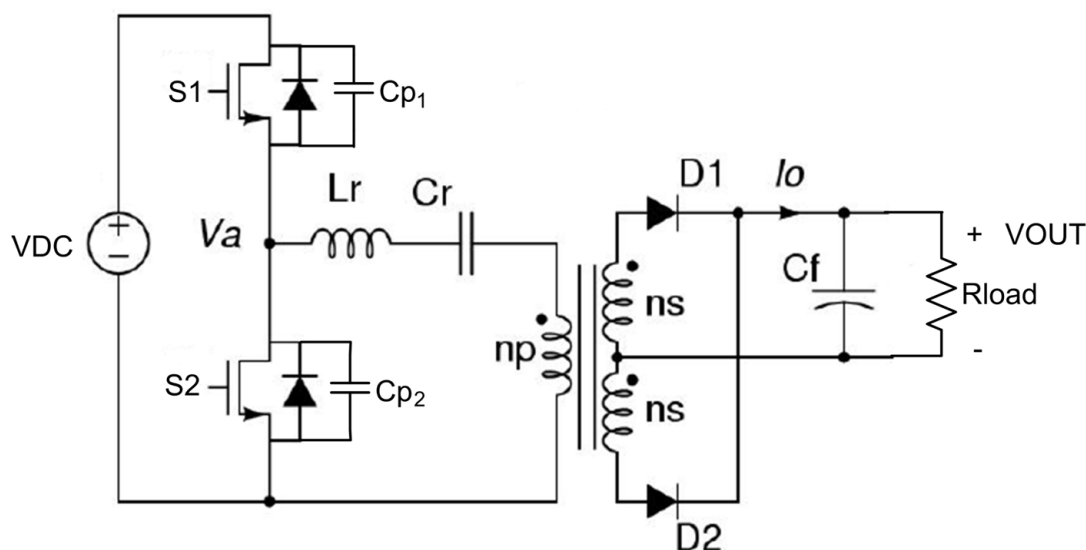 S1
Cp1
D1
Io
Lr
Cr
Va
VDC
+
−
+ VOUT
Cf
Rload
-
ns
np
ns
S2
Cp2
D2